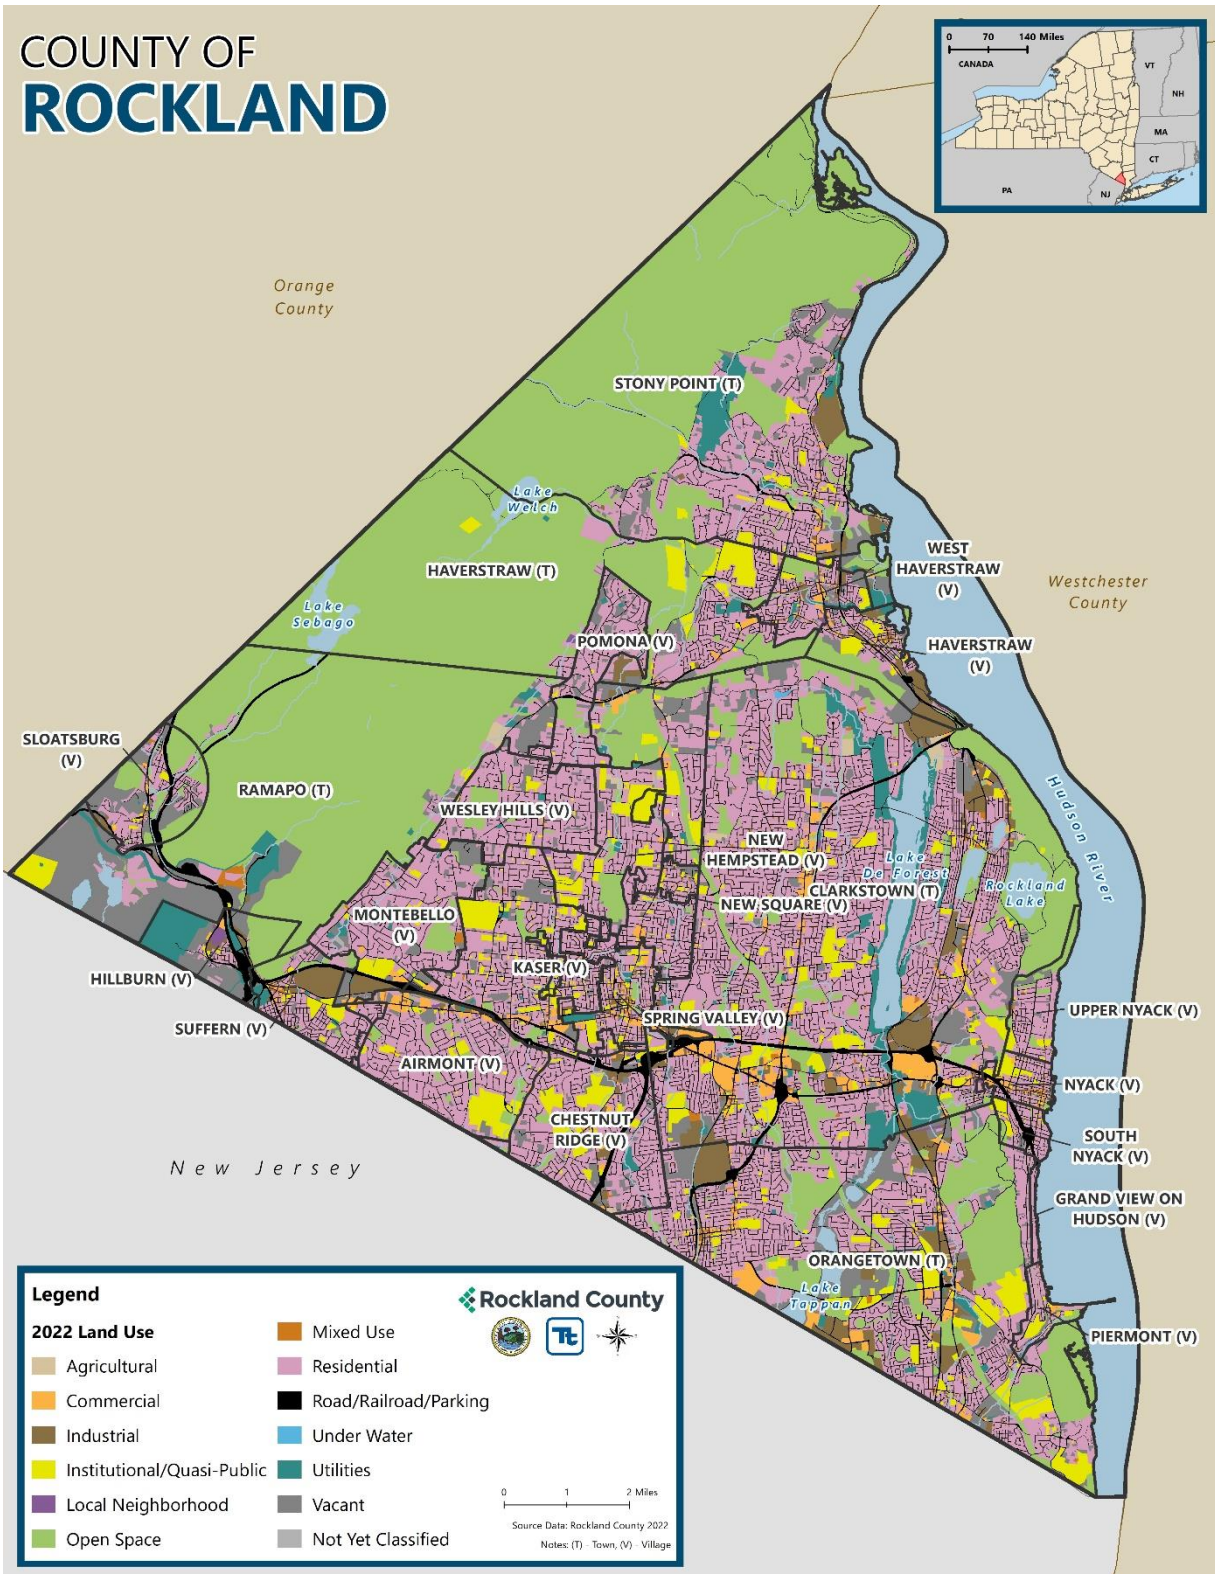 COUNTY OF
ROCKLAND
0 70 140 Miles
CANADA
VT
NH
MA
CT
PA
NJ
Orange
County
STONY POINT (T)
Lake
Welch
HAVERSTRAW (T)
WEST
HAVERSTRAW
(V)
Westchester
County
Lake
Sebago
POMONA (V)
HAVERSTRAW
(V)
SLOATSBURG
(V)
RAMAPO (T)
WESLEY HILLS (V)
Hudson River
NEW
HEMPSTEAD (V)
Lake
De Forest
CLARKSTOWN (T)
Rockland
Lake
NEW SQUARE (V)
MONTEBELLO
(V)
KASER (V)
HILLBURN (V)
SUFFERN (V)
SPRING VALLEY (V)
UPPER NYACK (V)
AIRMONT (V)
NYACK (V)
CHESTNUT
RIDGE (V)
SOUTH
NYACK (V)
New Jersey
GRAND VIEW ON
HUDSON (V)
ORANGETOWN (T)
Lake
Tappan
PIERMONT (V)
Legend
Rockland County
2022 Land Use
Agricultural
Commercial
Industrial
Institutional/Quasi-Public
Local Neighborhood
Open Space
Mixed Use
Residential
Road/Railroad/Parking
Under Water
Utilities
Vacant
Not Yet Classified
Tt
0 1 2 Miles
Source Data: Rockland County 2022
Notes: (T) - Town, (V) - Village